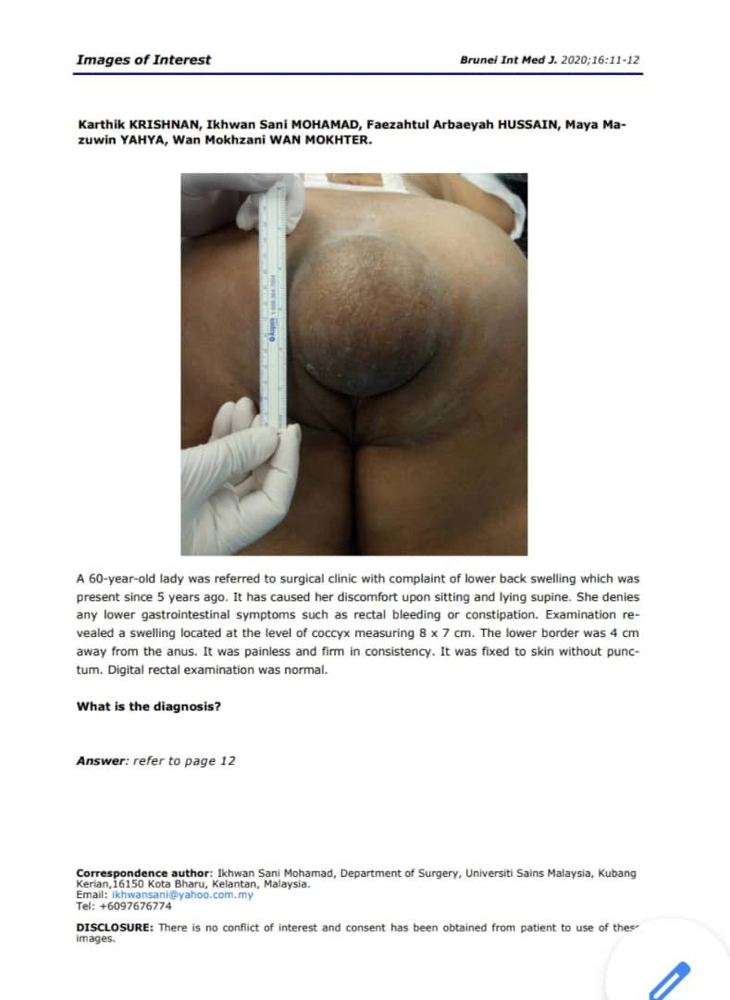 Images of Interest
Brunei Int Med J. 2020;16:11-12
Karthik KRISHNAN, Ikhwan Sani MOHAMAD, Faezahtul Arbaeyah HUSSAIN, Maya Ma-
zuwin YAHYA, Wan Mokhzani WAN MOKHTER.
A 60-year-old lady was referred to surgical clinic with complaint of lower back swelling which was
present since 5 years ago. It has caused her discomfort upon sitting and lying supine. She denies
any lower gastrointestinal symptoms such as rectal bleeding or constipation. Examination re-
vealed a swelling located at the level of coccyx measuring 8 x 7 cm. The lower border was 4 cm
away from the anus. It was painless and firm in consistency. It was fixed to skin without punc-
tum. Digital rectal examination was normal.
What is the diagnosis?
Answer: refer to page 12
Correspondence author: Ikhwan Sani Mohamad, Department of Surgery, Universiti Sains Malaysia, Kubang
Kerian,16150 Kota Bharu, Kelantan, Malaysia.
Email: ikhwansani@yahoo.com.my
Tel: +6097676774
DISCLOSURE: There is no conflict of interest and consent has been obtained from patient to use of these
images.